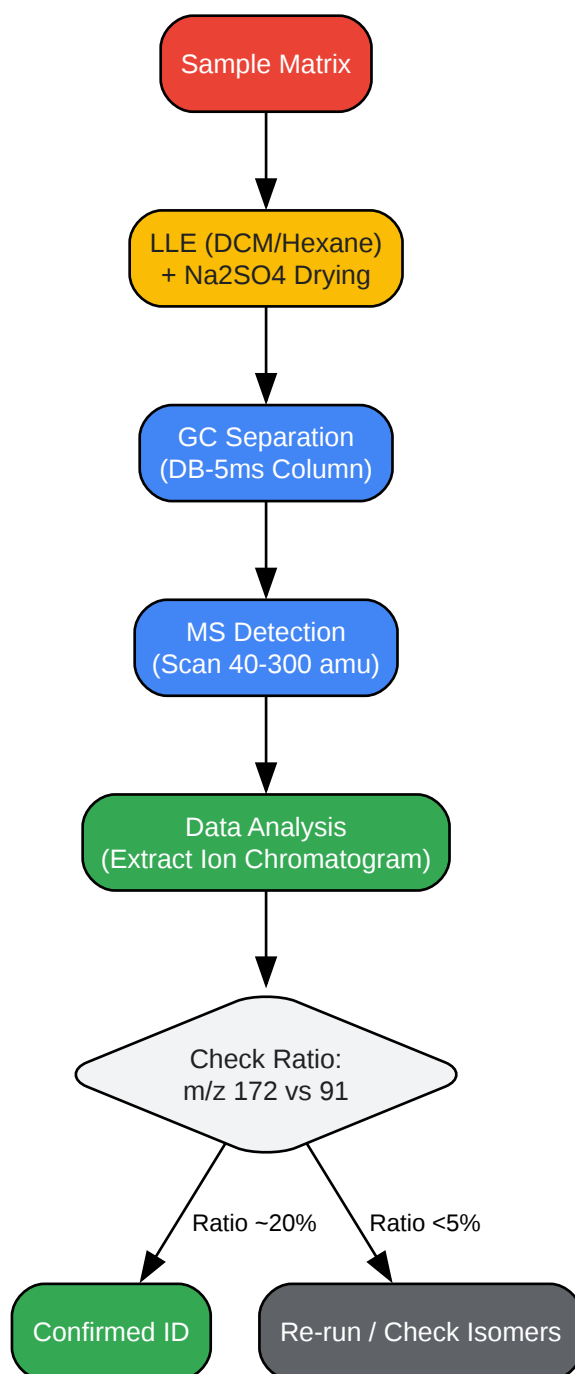 Sample Matrix
LLE (DCM/Hexane)
+ Na2SO4 Drying
GC Separation
(DB-5ms Column)
MS Detection
(Scan 40-300 amu)
Data Analysis
(Extract Ion Chromatogram)
Check Ratio:
m/z 172 vs 91
Ratio ~20%
Ratio <5%
Confirmed ID
Re-run / Check Isomers